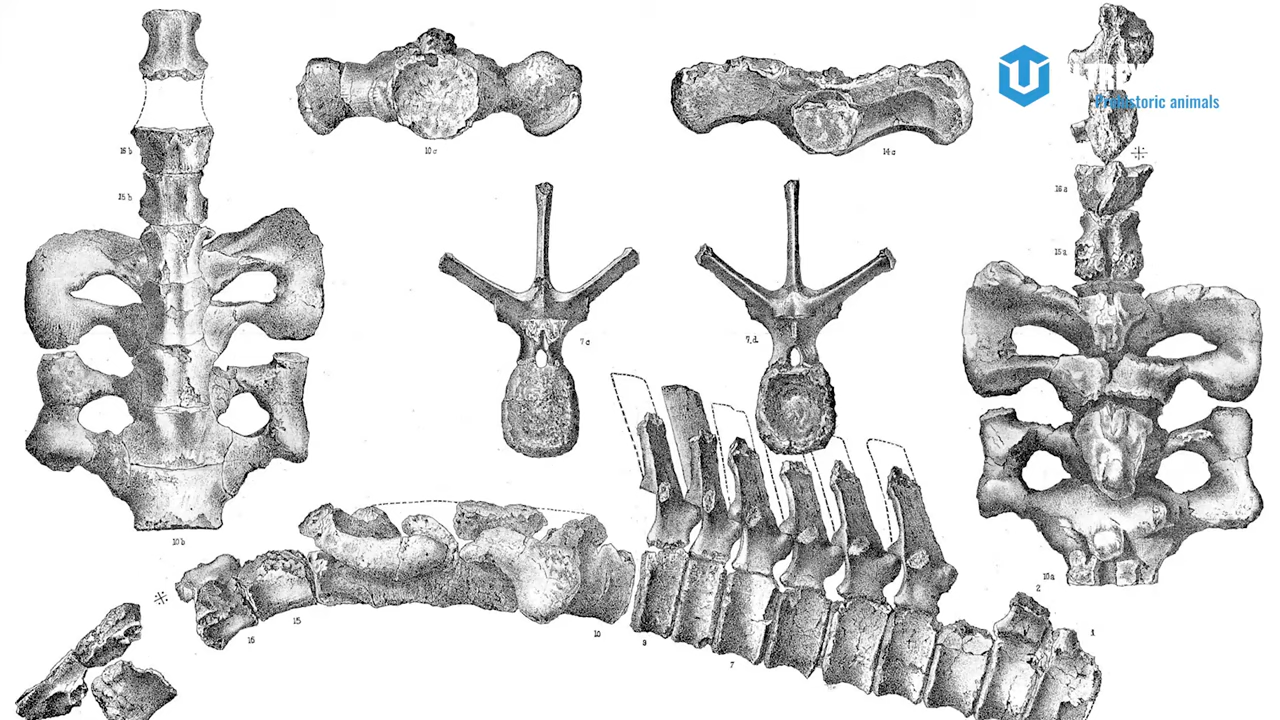 TREY
Prehistoric animals
10 c
14 c
16 b
15 b
16 a
15 a
7 c
7. d.
10 b
10 a
16
15
10
9
7
2
1